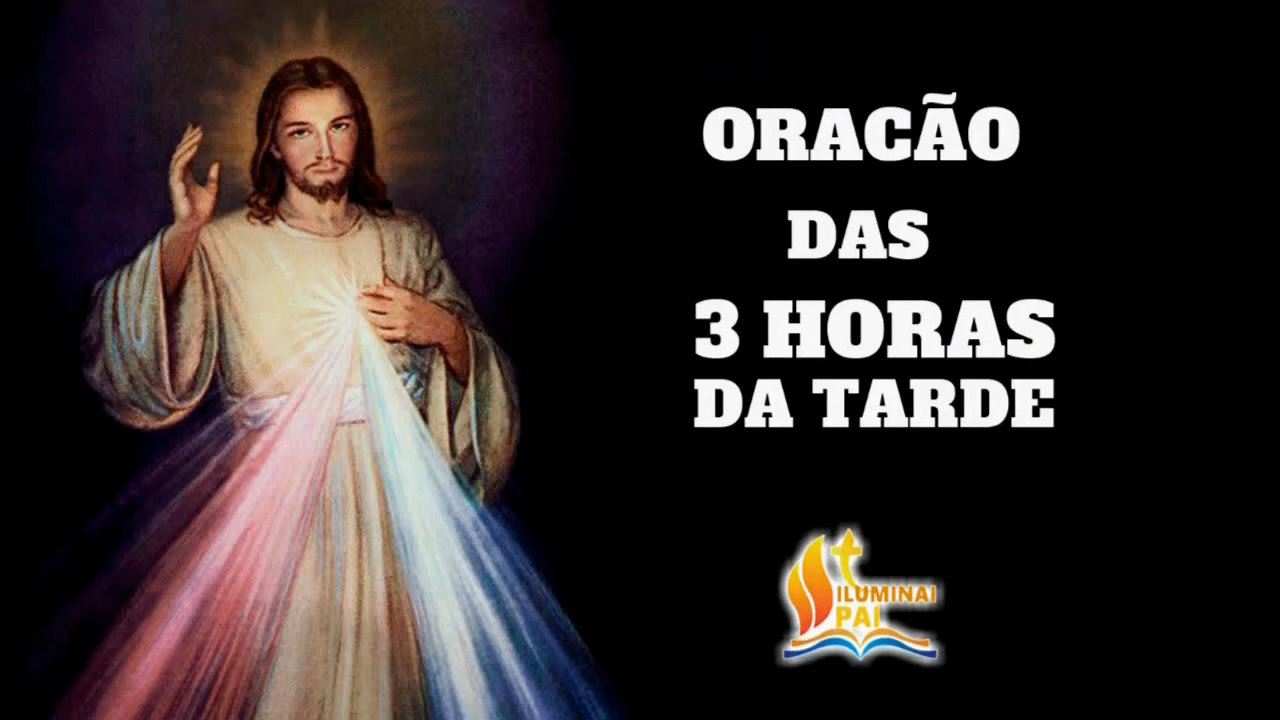 ORACÃO
DAS
3 HORAS
DA TARDE
ILUMINAI
PAI